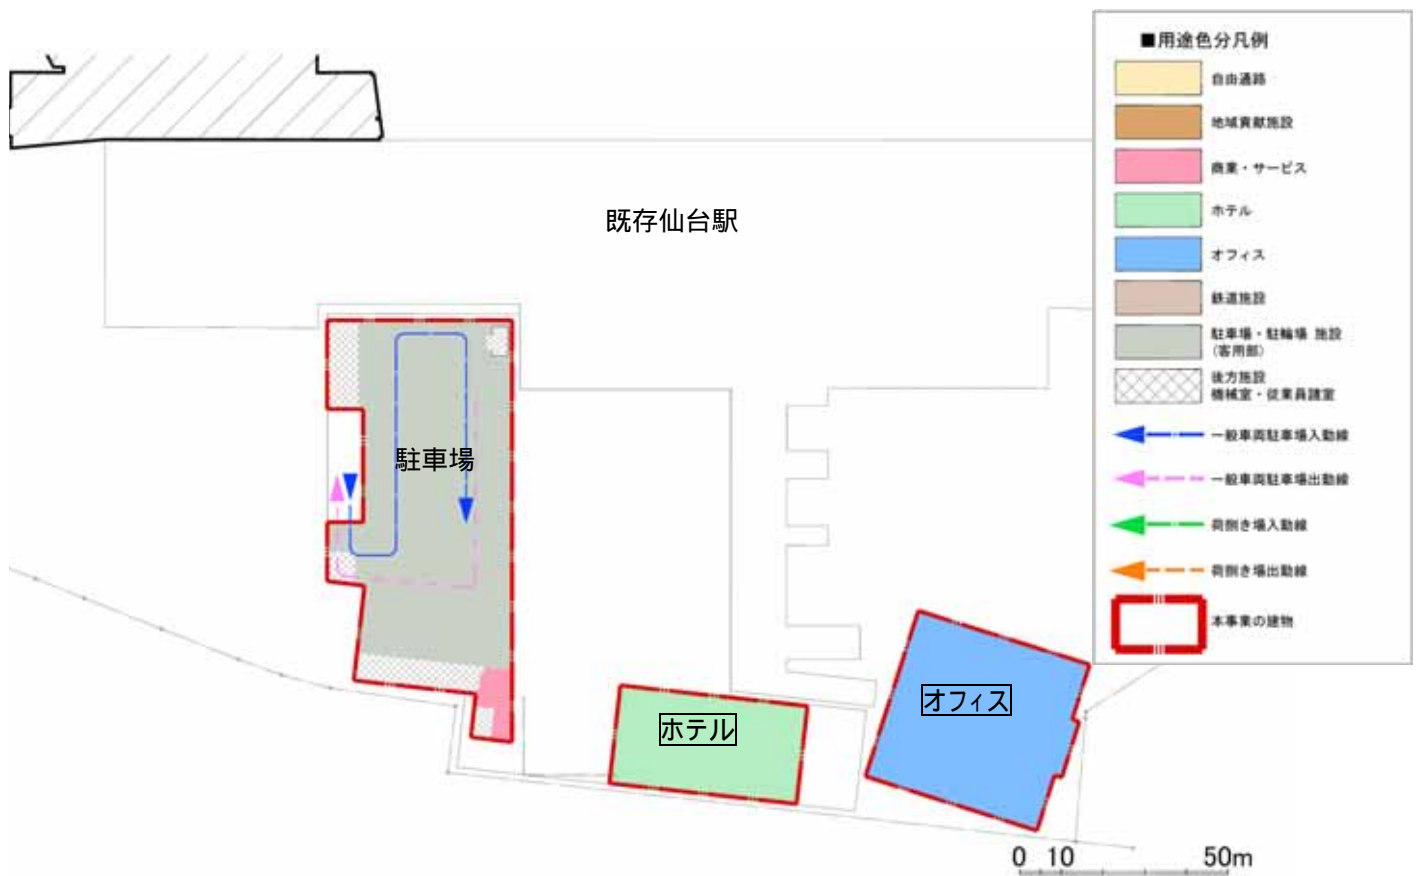 ■用途色分凡例
自由通路
地域貢献施設
商業・サービス
ホテル
オフィス
鉄道施設
駐車場・駐輪場 施設
(客用部)
後方施設
機械室・従業員諸室
一般車両駐車場入動線
一般車両駐車場出動線
荷捌き場入動線
荷捌き場出動線
本事業の建物
既存仙台駅
駐車場
ホテル
オフィス
0 10 50m